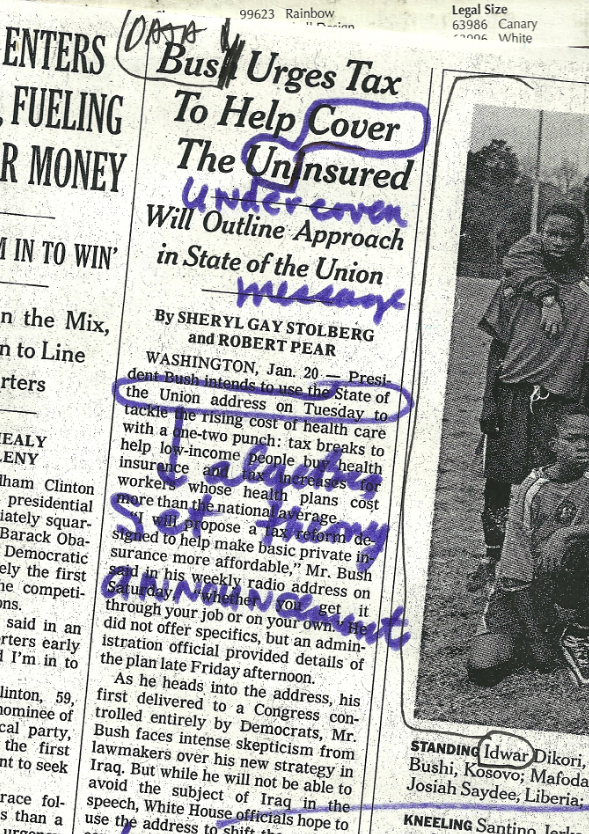 99623 Rainbow
Legal Size
63986 Canary
White
ENTERS
, FUELING
R MONEY
M IN TO WIN'
n the Mix,
n to Line
rters
HEALY
LENY
dham Clinton
presidential
iately squar-
Barack Oba-
Democratic
ely the first
he competi-
ons.
said in an
rters early
d I'm in to
linton, 59,
nominee of
cal party,
the first
nt to seek
race fol-
s than a
DATA
Bush Urges Tax
To Help Cover
The Uninsured
Undercover
Will Outline Approach
in State of the Union
message
By SHERYL GAY STOLBERG
and ROBERT PEAR
WASHINGTON, Jan. 20 — Presi-
dent Bush intends to use the State of
the Union address on Tuesday to
tackle the rising cost of health care
with a one-two punch: tax breaks to
help low-income people buy health
insurance and tax increases for
workers whose health plans cost
more than the national average.
"I will propose a tax reform de-
signed to help make basic private in-
surance more affordable," Mr. Bush
said in his weekly radio address on
Saturday, "whether you get it
through your job or on your own." He
did not offer specifics, but an admin-
istration official provided details of
the plan late Friday afternoon.
As he heads into the address, his
first delivered to a Congress con-
trolled entirely by Democrats, Mr.
Bush faces intense skepticism from
lawmakers over his new strategy in
Iraq. But while he will not be able to
avoid the subject of Iraq in the
speech, White House officials hope to
use the address to shift the
algebra
Set theory
announcement
STANDING Idwar Dikori,
Bushi, Kosovo; Mafoda
Josiah Saydee, Liberia;
KNEELING Santino